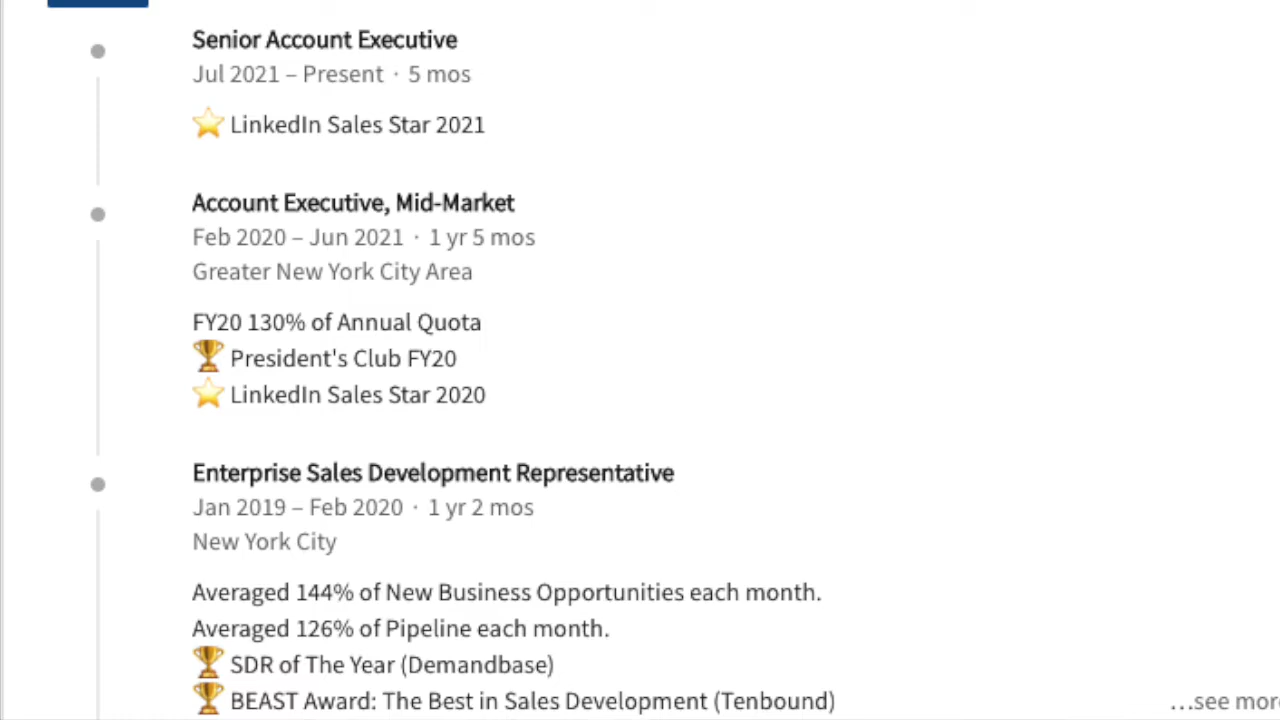 Senior Account Executive
Jul 2021 – Present · 5 mos
⭐ LinkedIn Sales Star 2021
Account Executive, Mid-Market
Feb 2020 – Jun 2021 · 1 yr 5 mos
Greater New York City Area
FY20 130% of Annual Quota
🏆 President's Club FY20
⭐ LinkedIn Sales Star 2020
Enterprise Sales Development Representative
Jan 2019 – Feb 2020 · 1 yr 2 mos
New York City
Averaged 144% of New Business Opportunities each month.
Averaged 126% of Pipeline each month.
🏆 SDR of The Year (Demandbase)
🏆 BEAST Award: The Best in Sales Development (Tenbound) …see mor